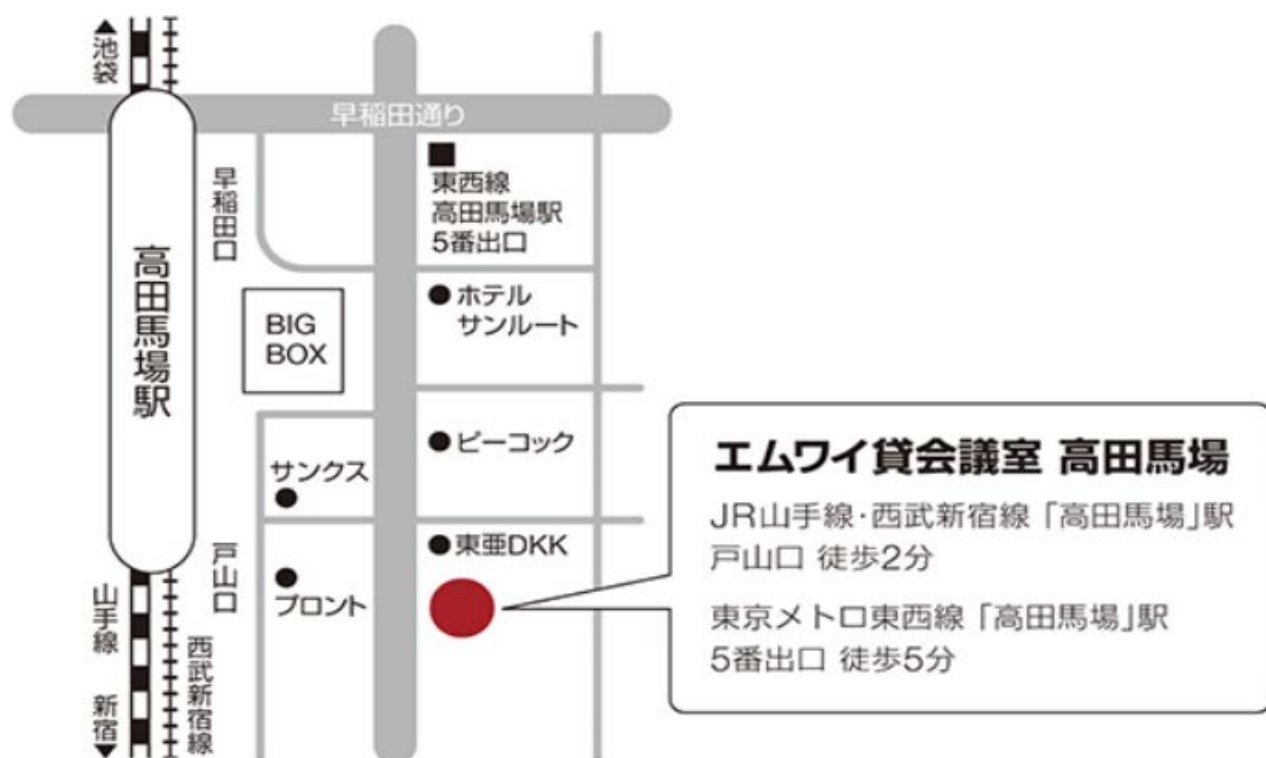 ▲池袋
早稲田通り
早稲田口
高田馬場駅
東西線
高田馬場駅
5番出口
ホテル
サンルート
BIG
BOX
ピーコック
サンクス
東亜DKK
戸山口
プロント
山手線
新宿▼
西武新宿線
エムワイ貸会議室 高田馬場
JR山手線・西武新宿線「高田馬場」駅
戸山口 徒歩2分
東京メトロ東西線「高田馬場」駅
5番出口 徒歩5分